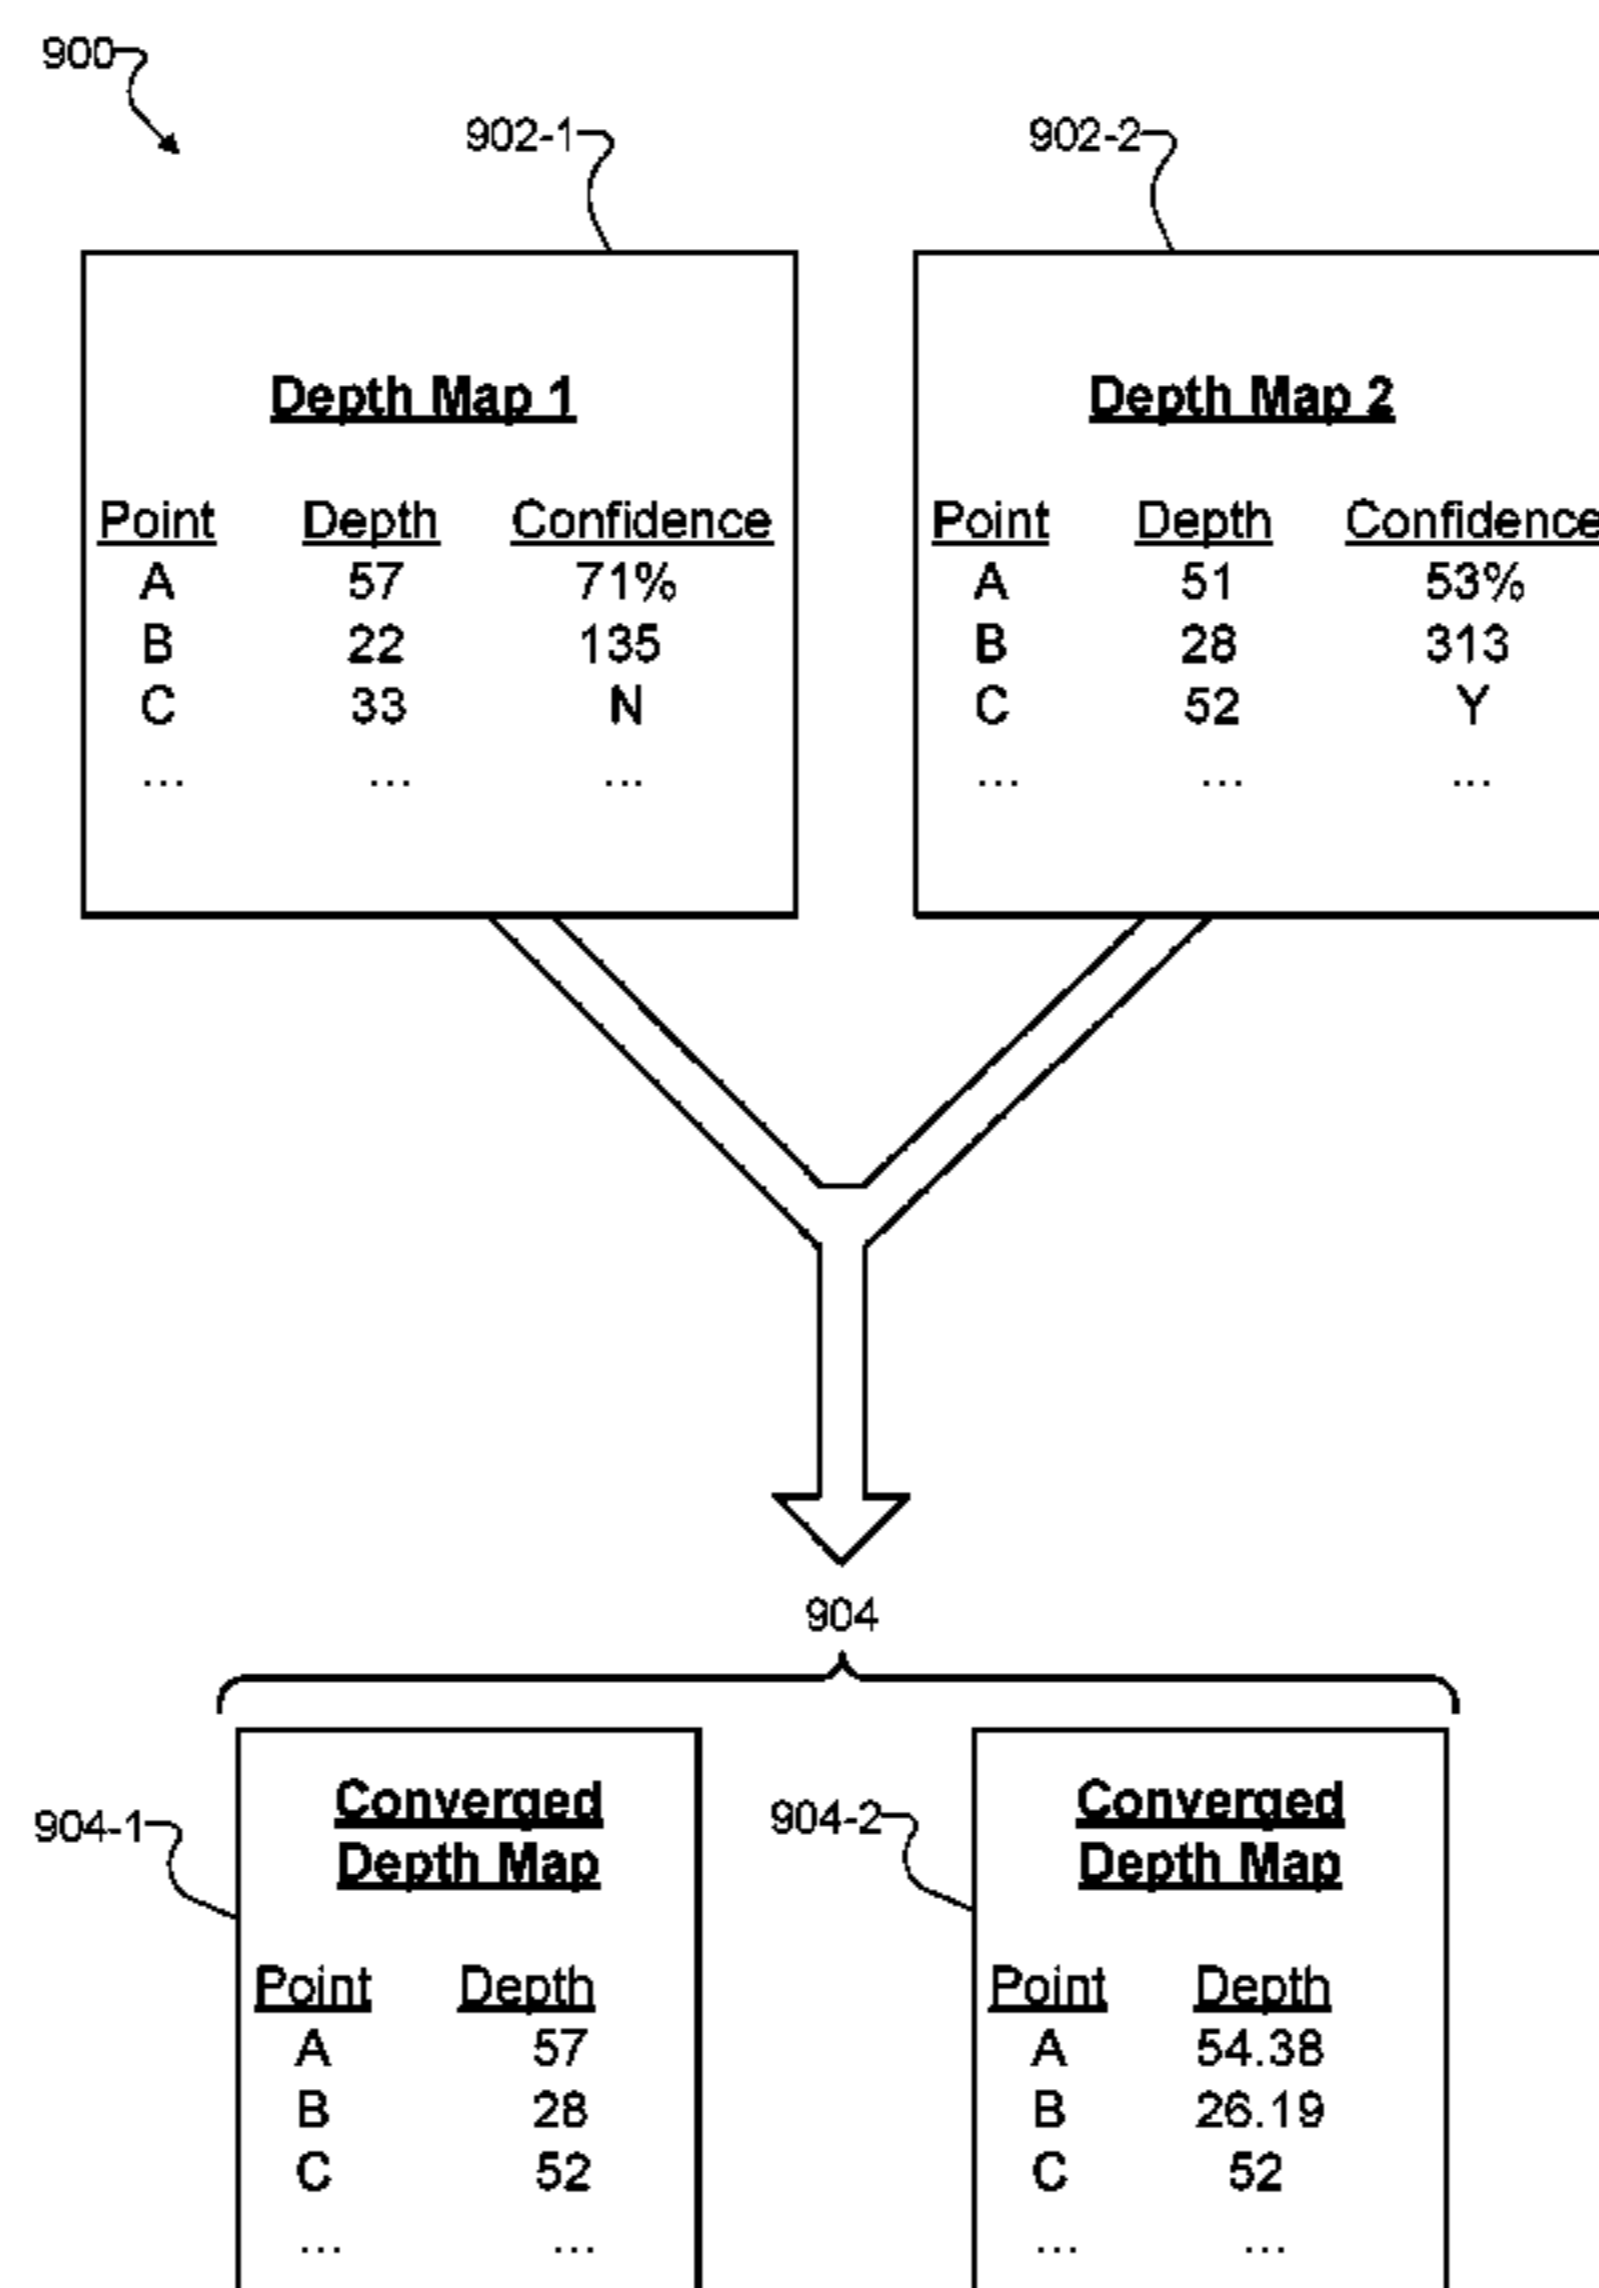 900
902-1
902-2
Depth Map 1
Point Depth Confidence
A 57 71%
B 22 135
C 33 N
... ... ...
Depth Map 2
Point Depth Confidence
A 51 53%
B 28 313
C 52 Y
... ... ...
904
904-1
Converged
Depth Map
Point Depth
A 57
B 28
C 52
... ...
904-2
Converged
Depth Map
Point Depth
A 54.38
B 26.19
C 52
... ...